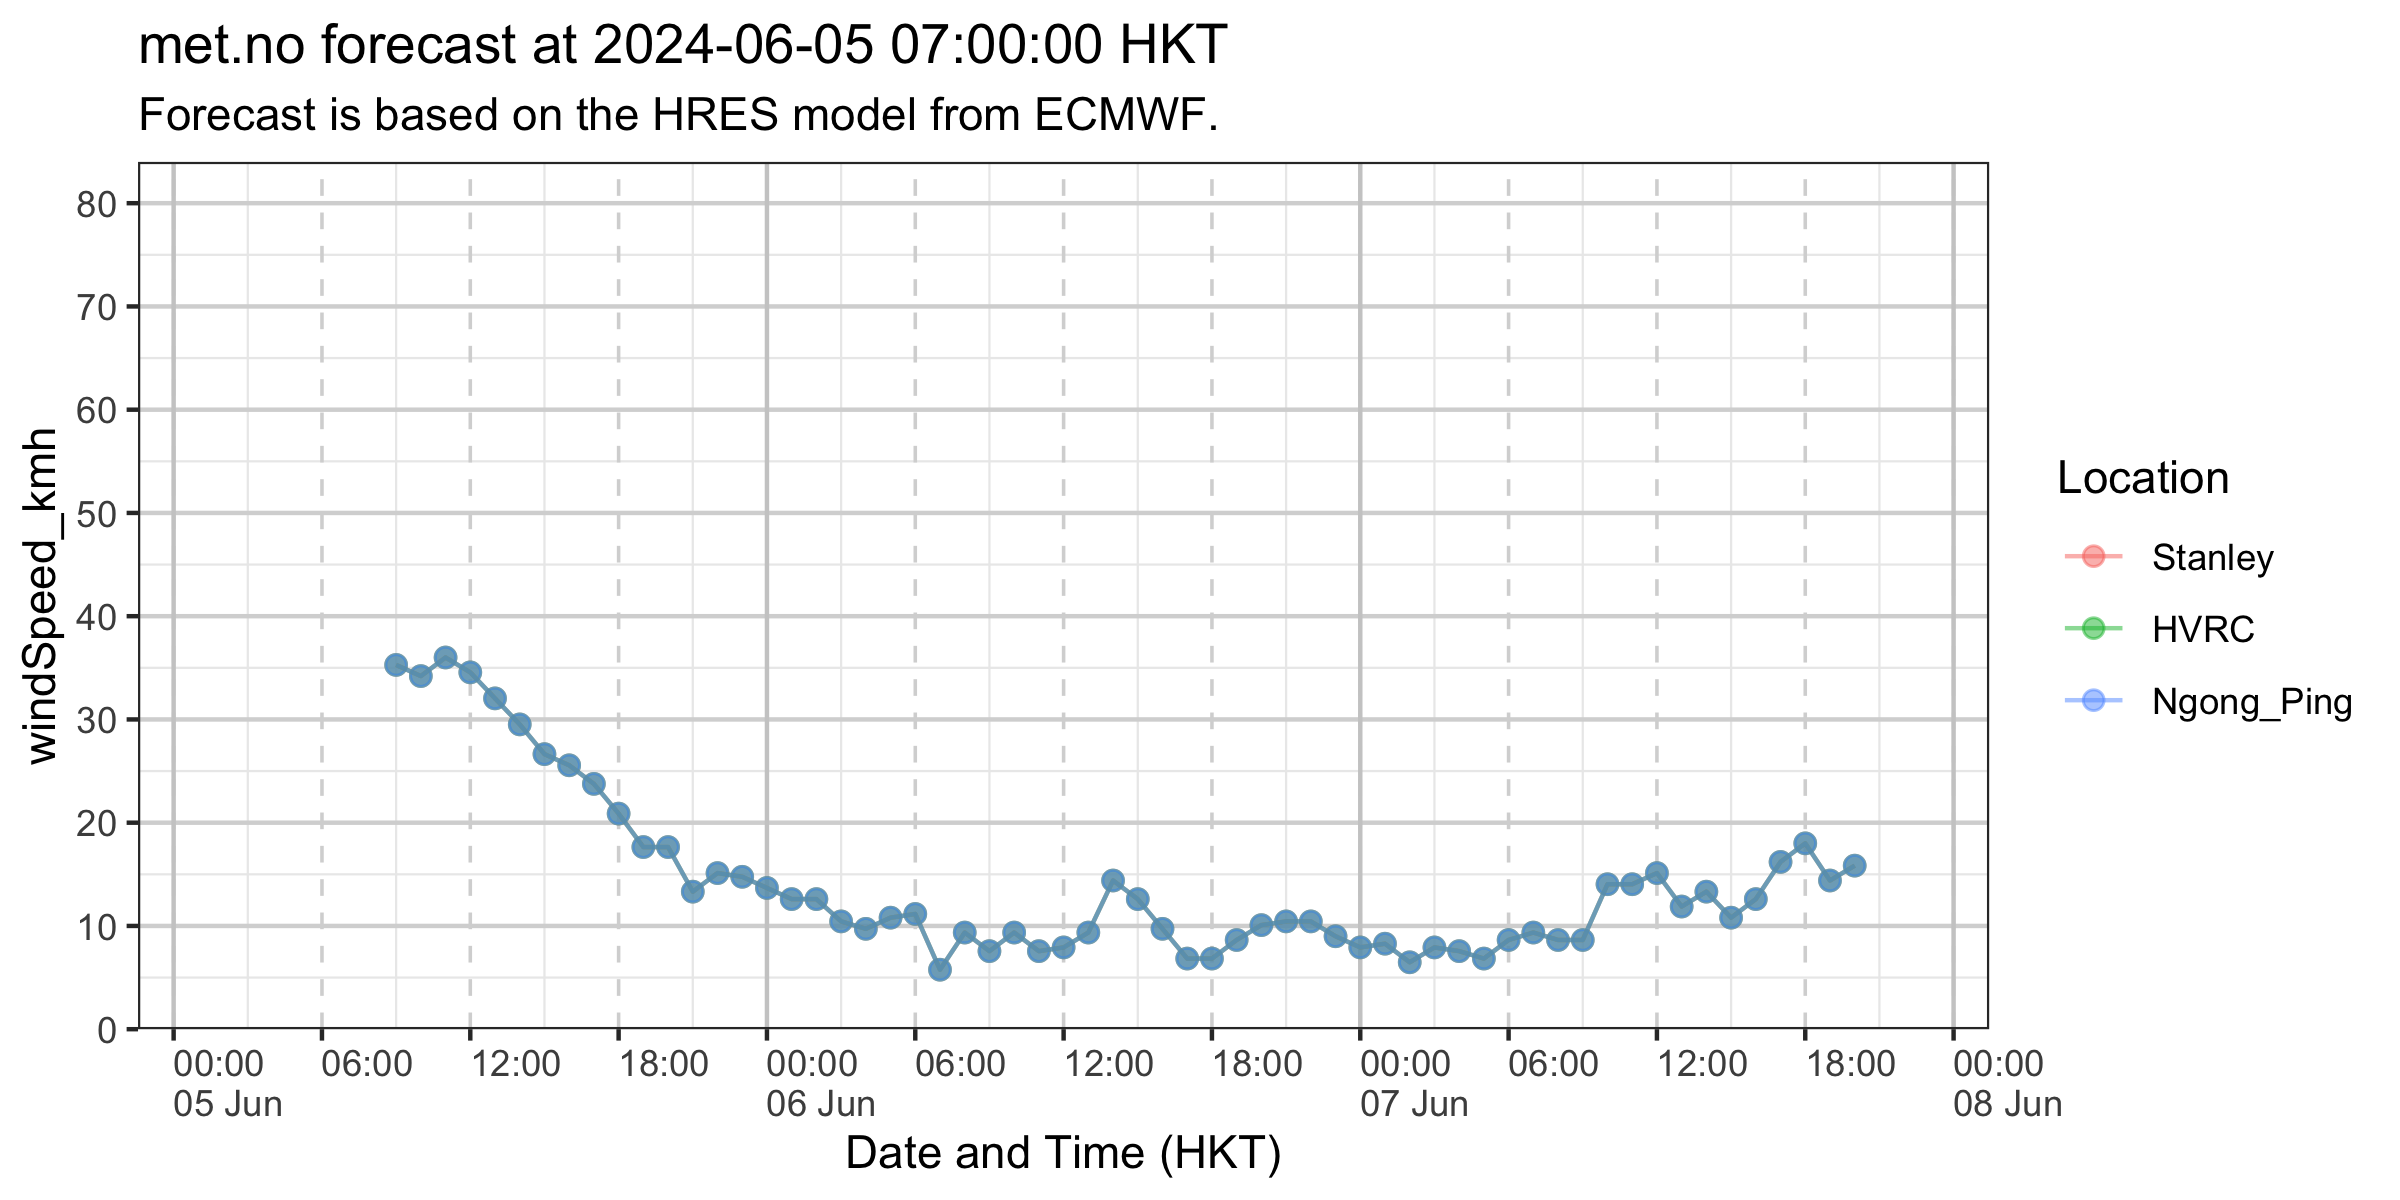 met.no forecast at 2024-06-05 07:00:00 HKT
Forecast is based on the HRES model from ECMWF.
windSpeed_kmh
80
70
60
50
40
30
20
10
0
00:00 06:00 12:00 18:00 00:00 06:00 12:00 18:00 00:00 06:00 12:00 18:00 00:00
05 Jun 06 Jun 07 Jun 08 Jun
Date and Time (HKT)
Location
Stanley
HVRC
Ngong_Ping